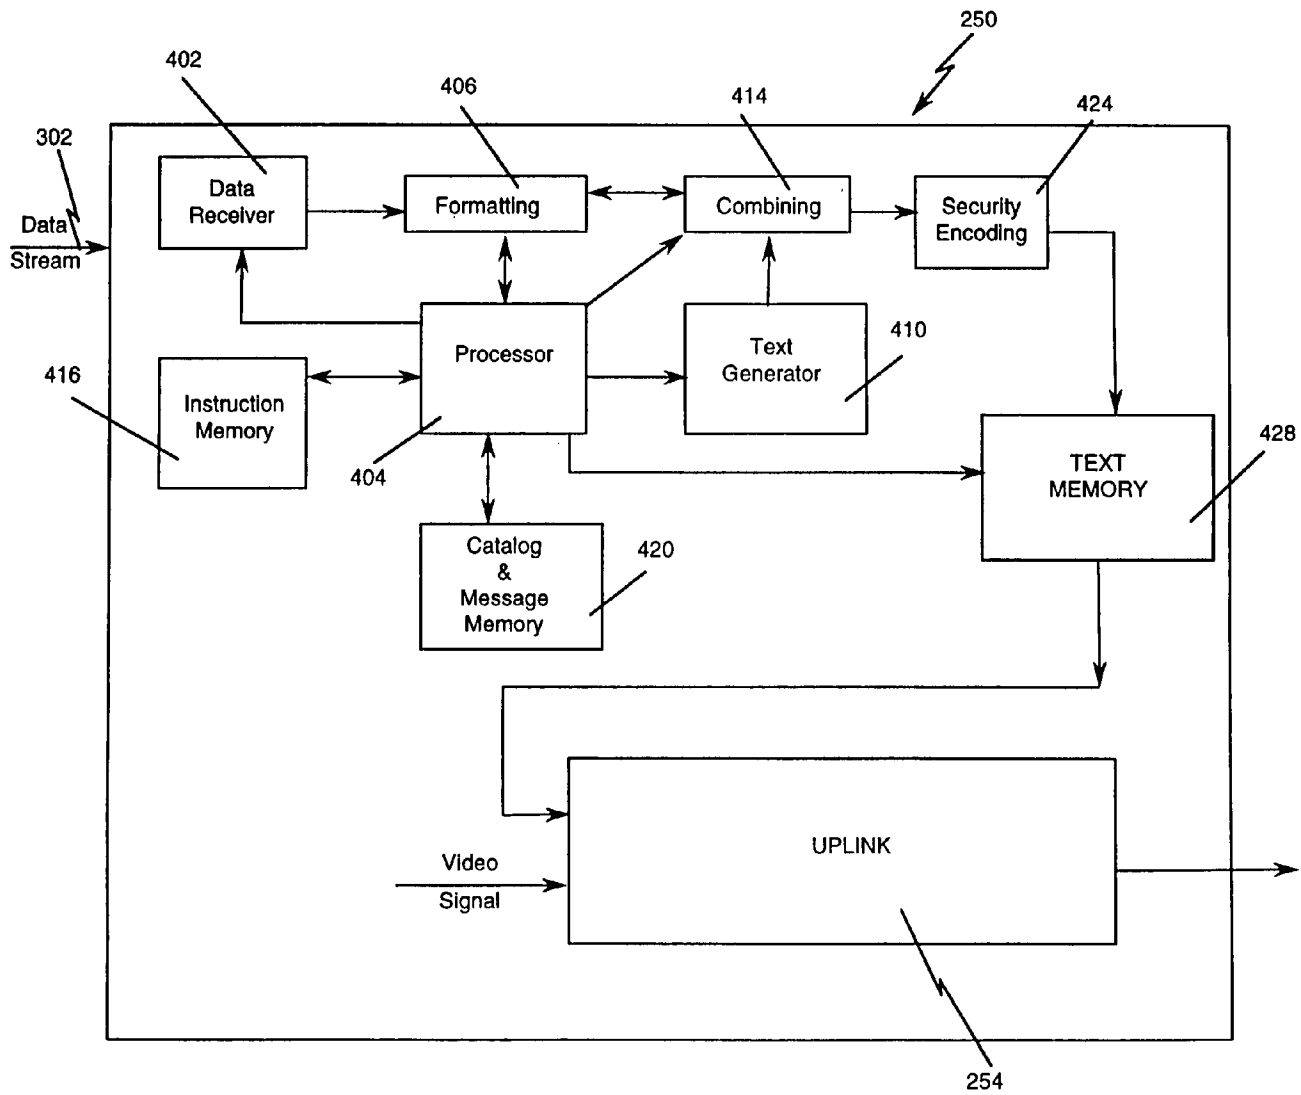 250
402
406
414
424
302
Data
Receiver
Formatting
Combining
Security
Encoding
Data
Stream
Processor
Text
Generator
410
416
Instruction
Memory
404
TEXT
MEMORY
428
Catalog
&
Message
Memory
420
UPLINK
Video
Signal
254